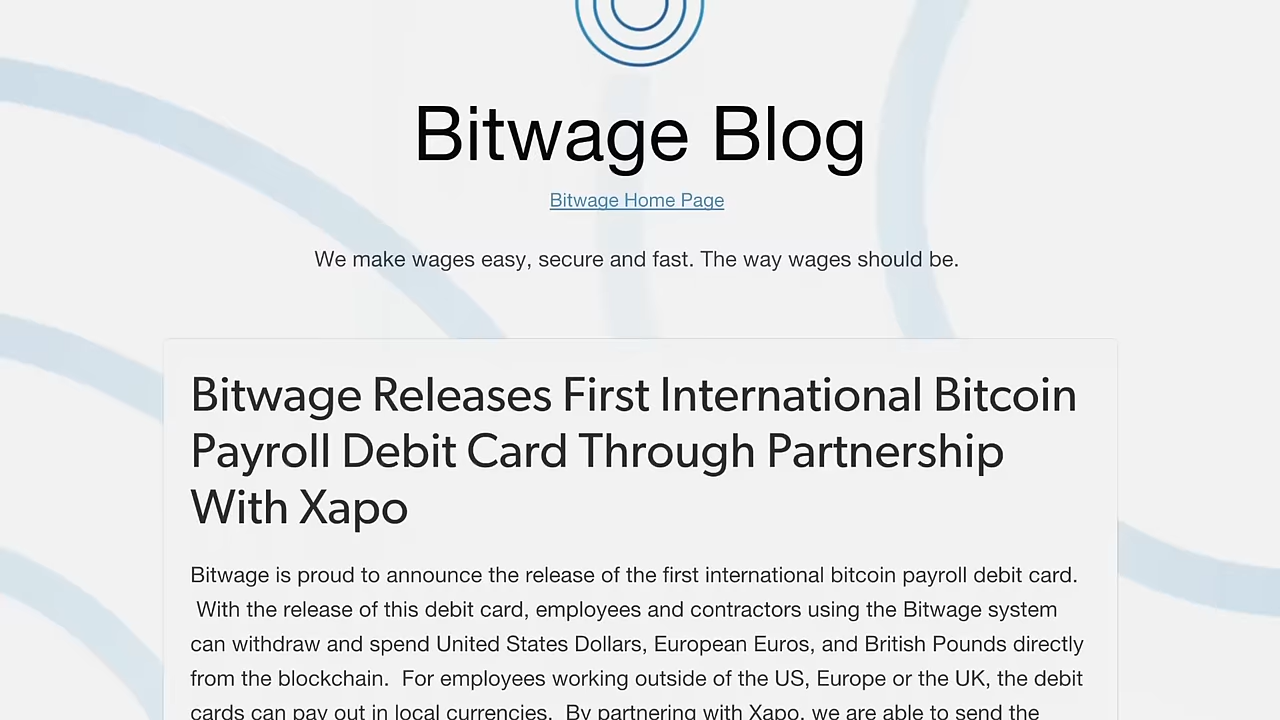 Bitwage Blog
Bitwage Home Page
We make wages easy, secure and fast. The way wages should be.
Bitwage Releases First International Bitcoin
Payroll Debit Card Through Partnership
With Xapo
Bitwage is proud to announce the release of the first international bitcoin payroll debit card.
With the release of this debit card, employees and contractors using the Bitwage system
can withdraw and spend United States Dollars, European Euros, and British Pounds directly
from the blockchain.  For employees working outside of the US, Europe or the UK, the debit
cards can pay out in local currencies.  By partnering with Xapo, we are able to send the